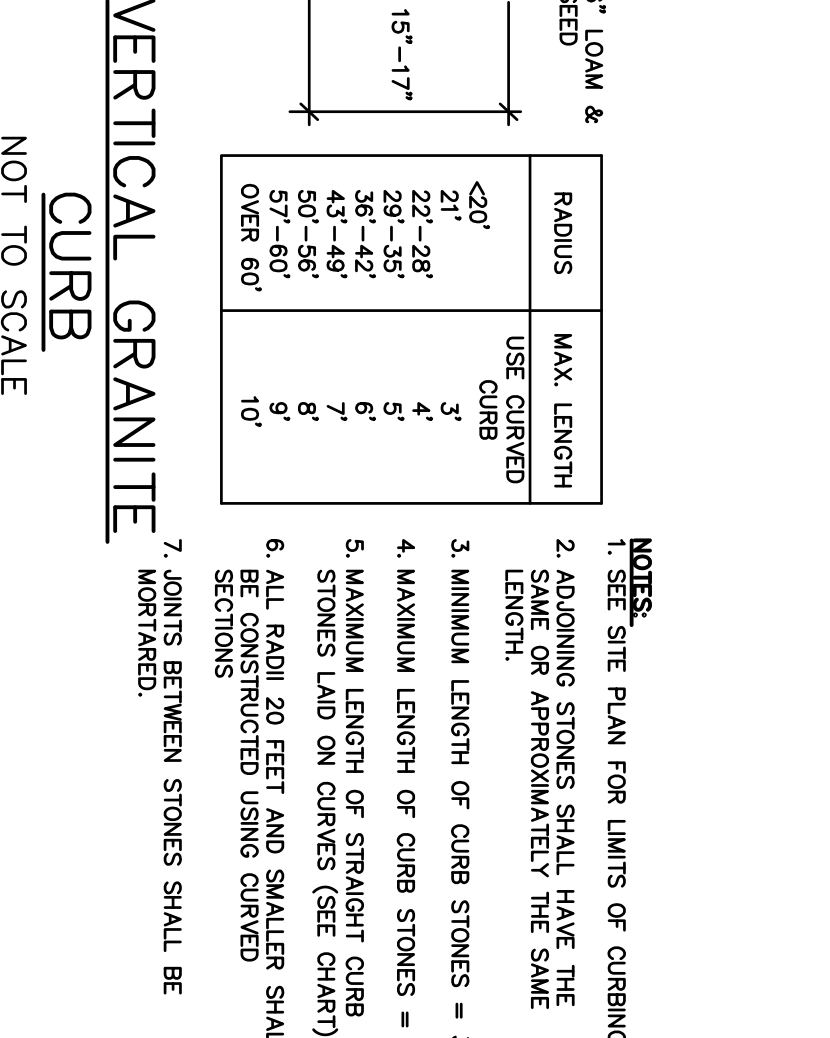 LOAM &
SEED
15"-17"
RADIUS MAX. LENGTH
<20' USE CURVED
CURB
21' 3'
22'-28' 4'
29'-35' 5'
36'-42' 6'
43'-49' 7'
50'-56' 8'
57'-60' 9'
OVER 60' 10'
NOTES:
1. SEE SITE PLAN FOR LIMITS OF CURBING
2. ADJOINING STONES SHALL HAVE THE
SAME OR APPROXIMATELY THE SAME
LENGTH.
3. MINIMUM LENGTH OF CURB STONES =
4. MAXIMUM LENGTH OF CURB STONES =
5. MAXIMUM LENGTH OF STRAIGHT CURB
STONES LAID ON CURVES (SEE CHART)
6. ALL RADII 20 FEET AND SMALLER SHAL
BE CONSTRUCTED USING CURVED
SECTIONS
7. JOINTS BETWEEN STONES SHALL BE
MORTARED.
VERTICAL GRANITE
CURB
NOT TO SCALE